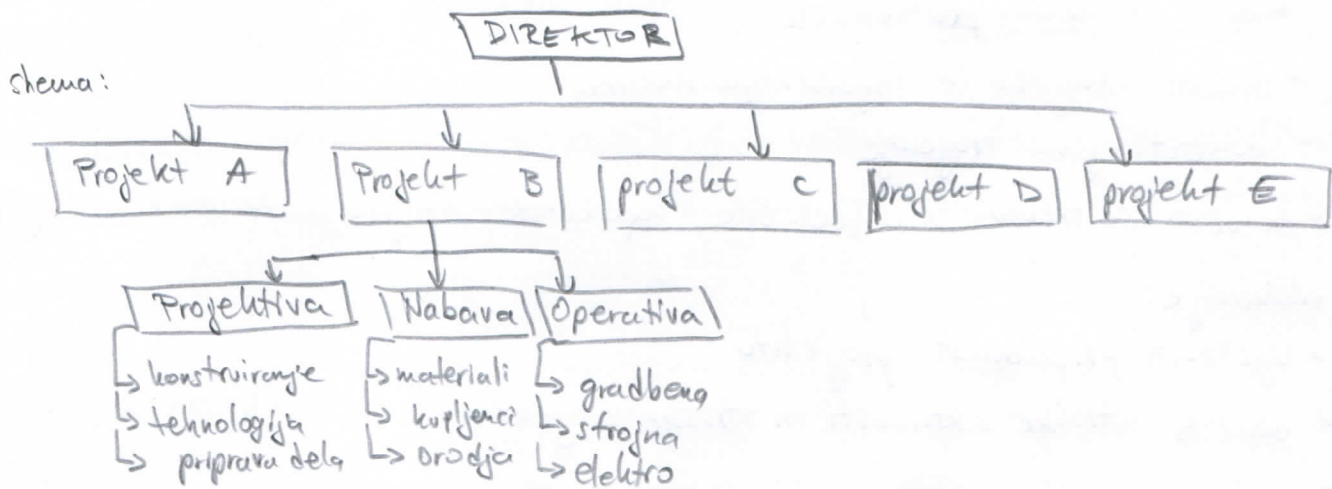 DIREKTOR
shema:
Projekt A
Projekt B
projekt C
projekt D
projekt E
Projektiva
Nabava
Operativa
konstruiranje
tehnologija
priprava dela
materiali
kupljenci
orodja
gradbena
strojna
elektro